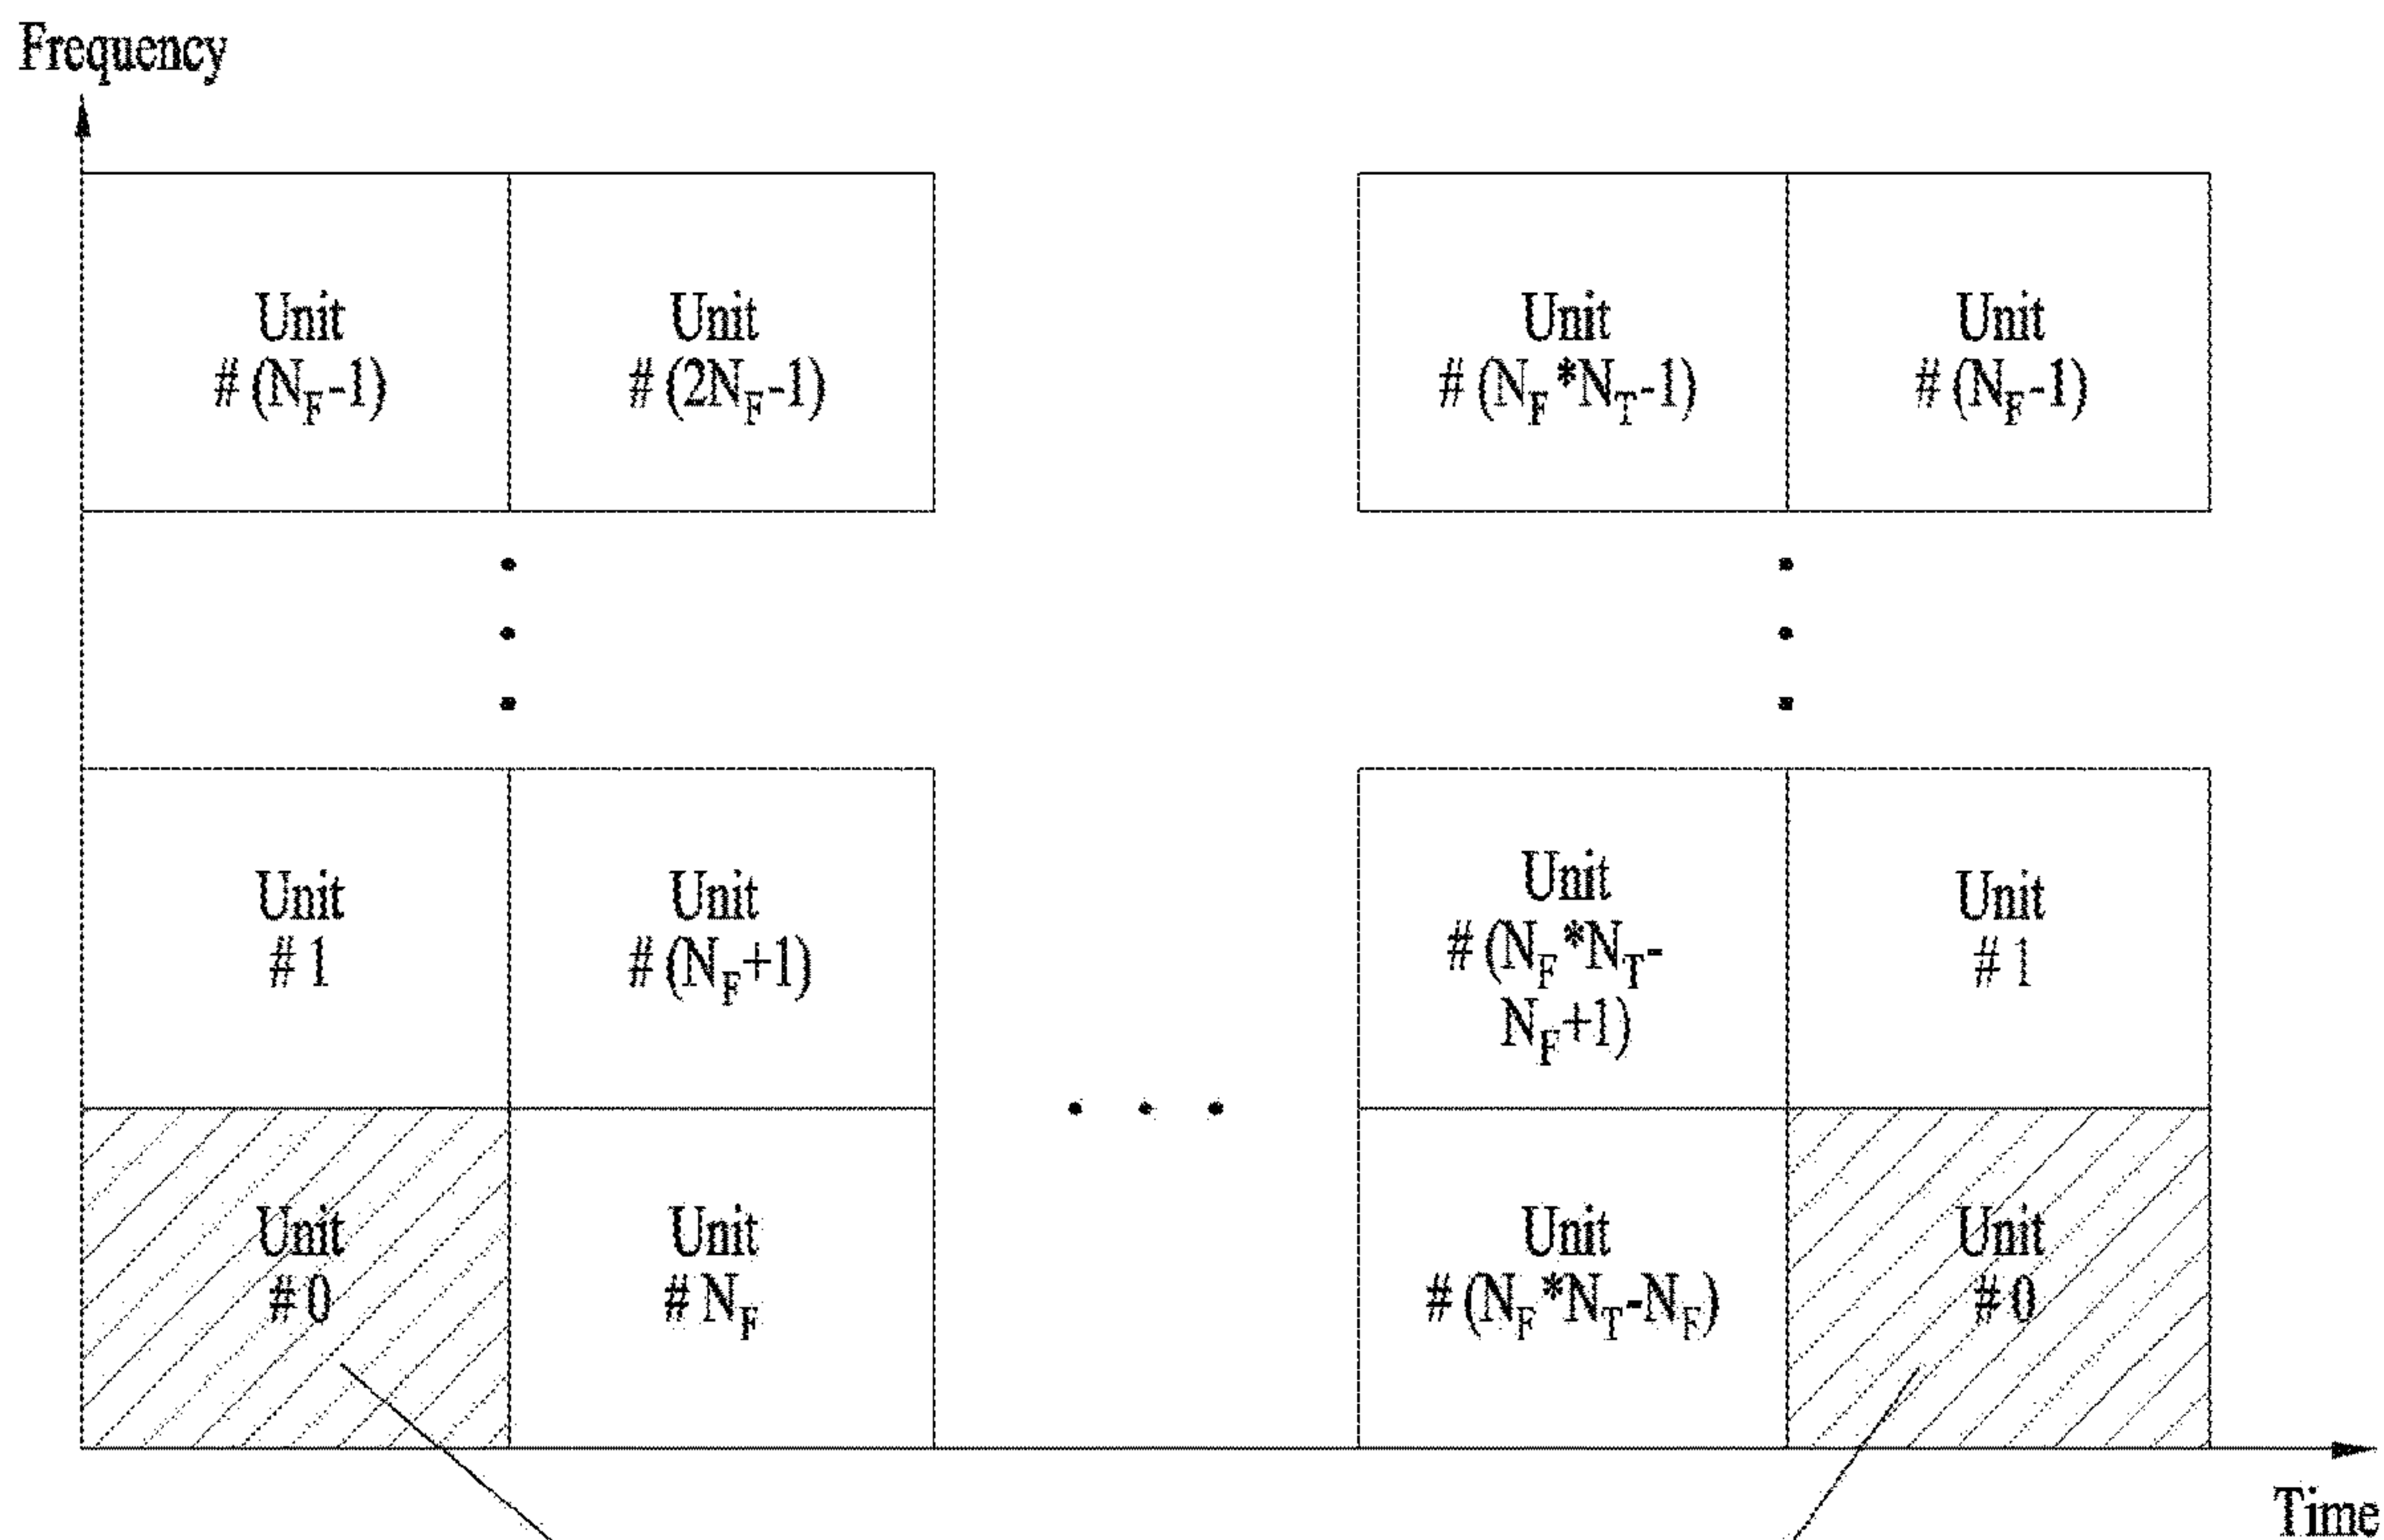 Frequency
Unit
# (N_F-1)
Unit
# (2N_F-1)
Unit
# (N_F*N_T-1)
Unit
# (N_F-1)
Unit
# 1
Unit
# (N_F+1)
Unit
# (N_F*N_T-
N_F+1)
Unit
# 1
Unit
# 0
Unit
# N_F
Unit
# (N_F*N_T-N_F)
Unit
# 0
Time